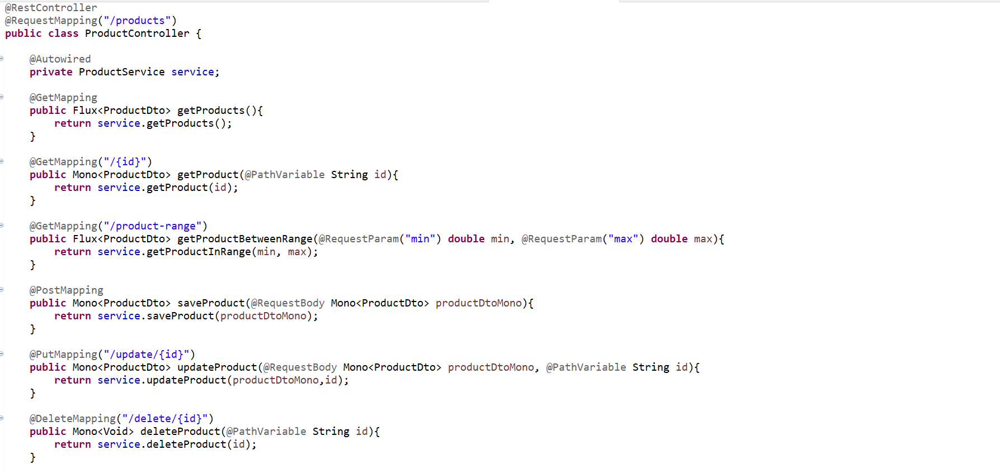 @RestController
@RequestMapping("/products")
public class ProductController {
@Autowired
private ProductService service;
@GetMapping
public Flux<ProductDto> getProducts(){
return service.getProducts();
}
@GetMapping("/{id}")
public Mono<ProductDto> getProduct(@PathVariable String id){
return service.getProduct(id);
}
@GetMapping("/product-range")
public Flux<ProductDto> getProductBetweenRange(@RequestParam("min") double min, @RequestParam("max") double max){
return service.getProductInRange(min, max);
}
@PostMapping
public Mono<ProductDto> saveProduct(@RequestBody Mono<ProductDto> productDtoMono){
return service.saveProduct(productDtoMono);
}
@PutMapping("/update/{id}")
public Mono<ProductDto> updateProduct(@RequestBody Mono<ProductDto> productDtoMono, @PathVariable String id){
return service.updateProduct(productDtoMono,id);
}
@DeleteMapping("/delete/{id}")
public Mono<Void> deleteProduct(@PathVariable String id){
return service.deleteProduct(id);
}